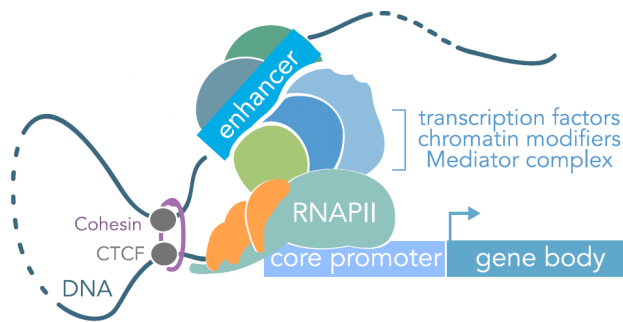 enhancer
transcription factors
chromatin modifiers
Mediator complex
RNAPII
Cohesin
CTCF
core promoter
gene body
DNA